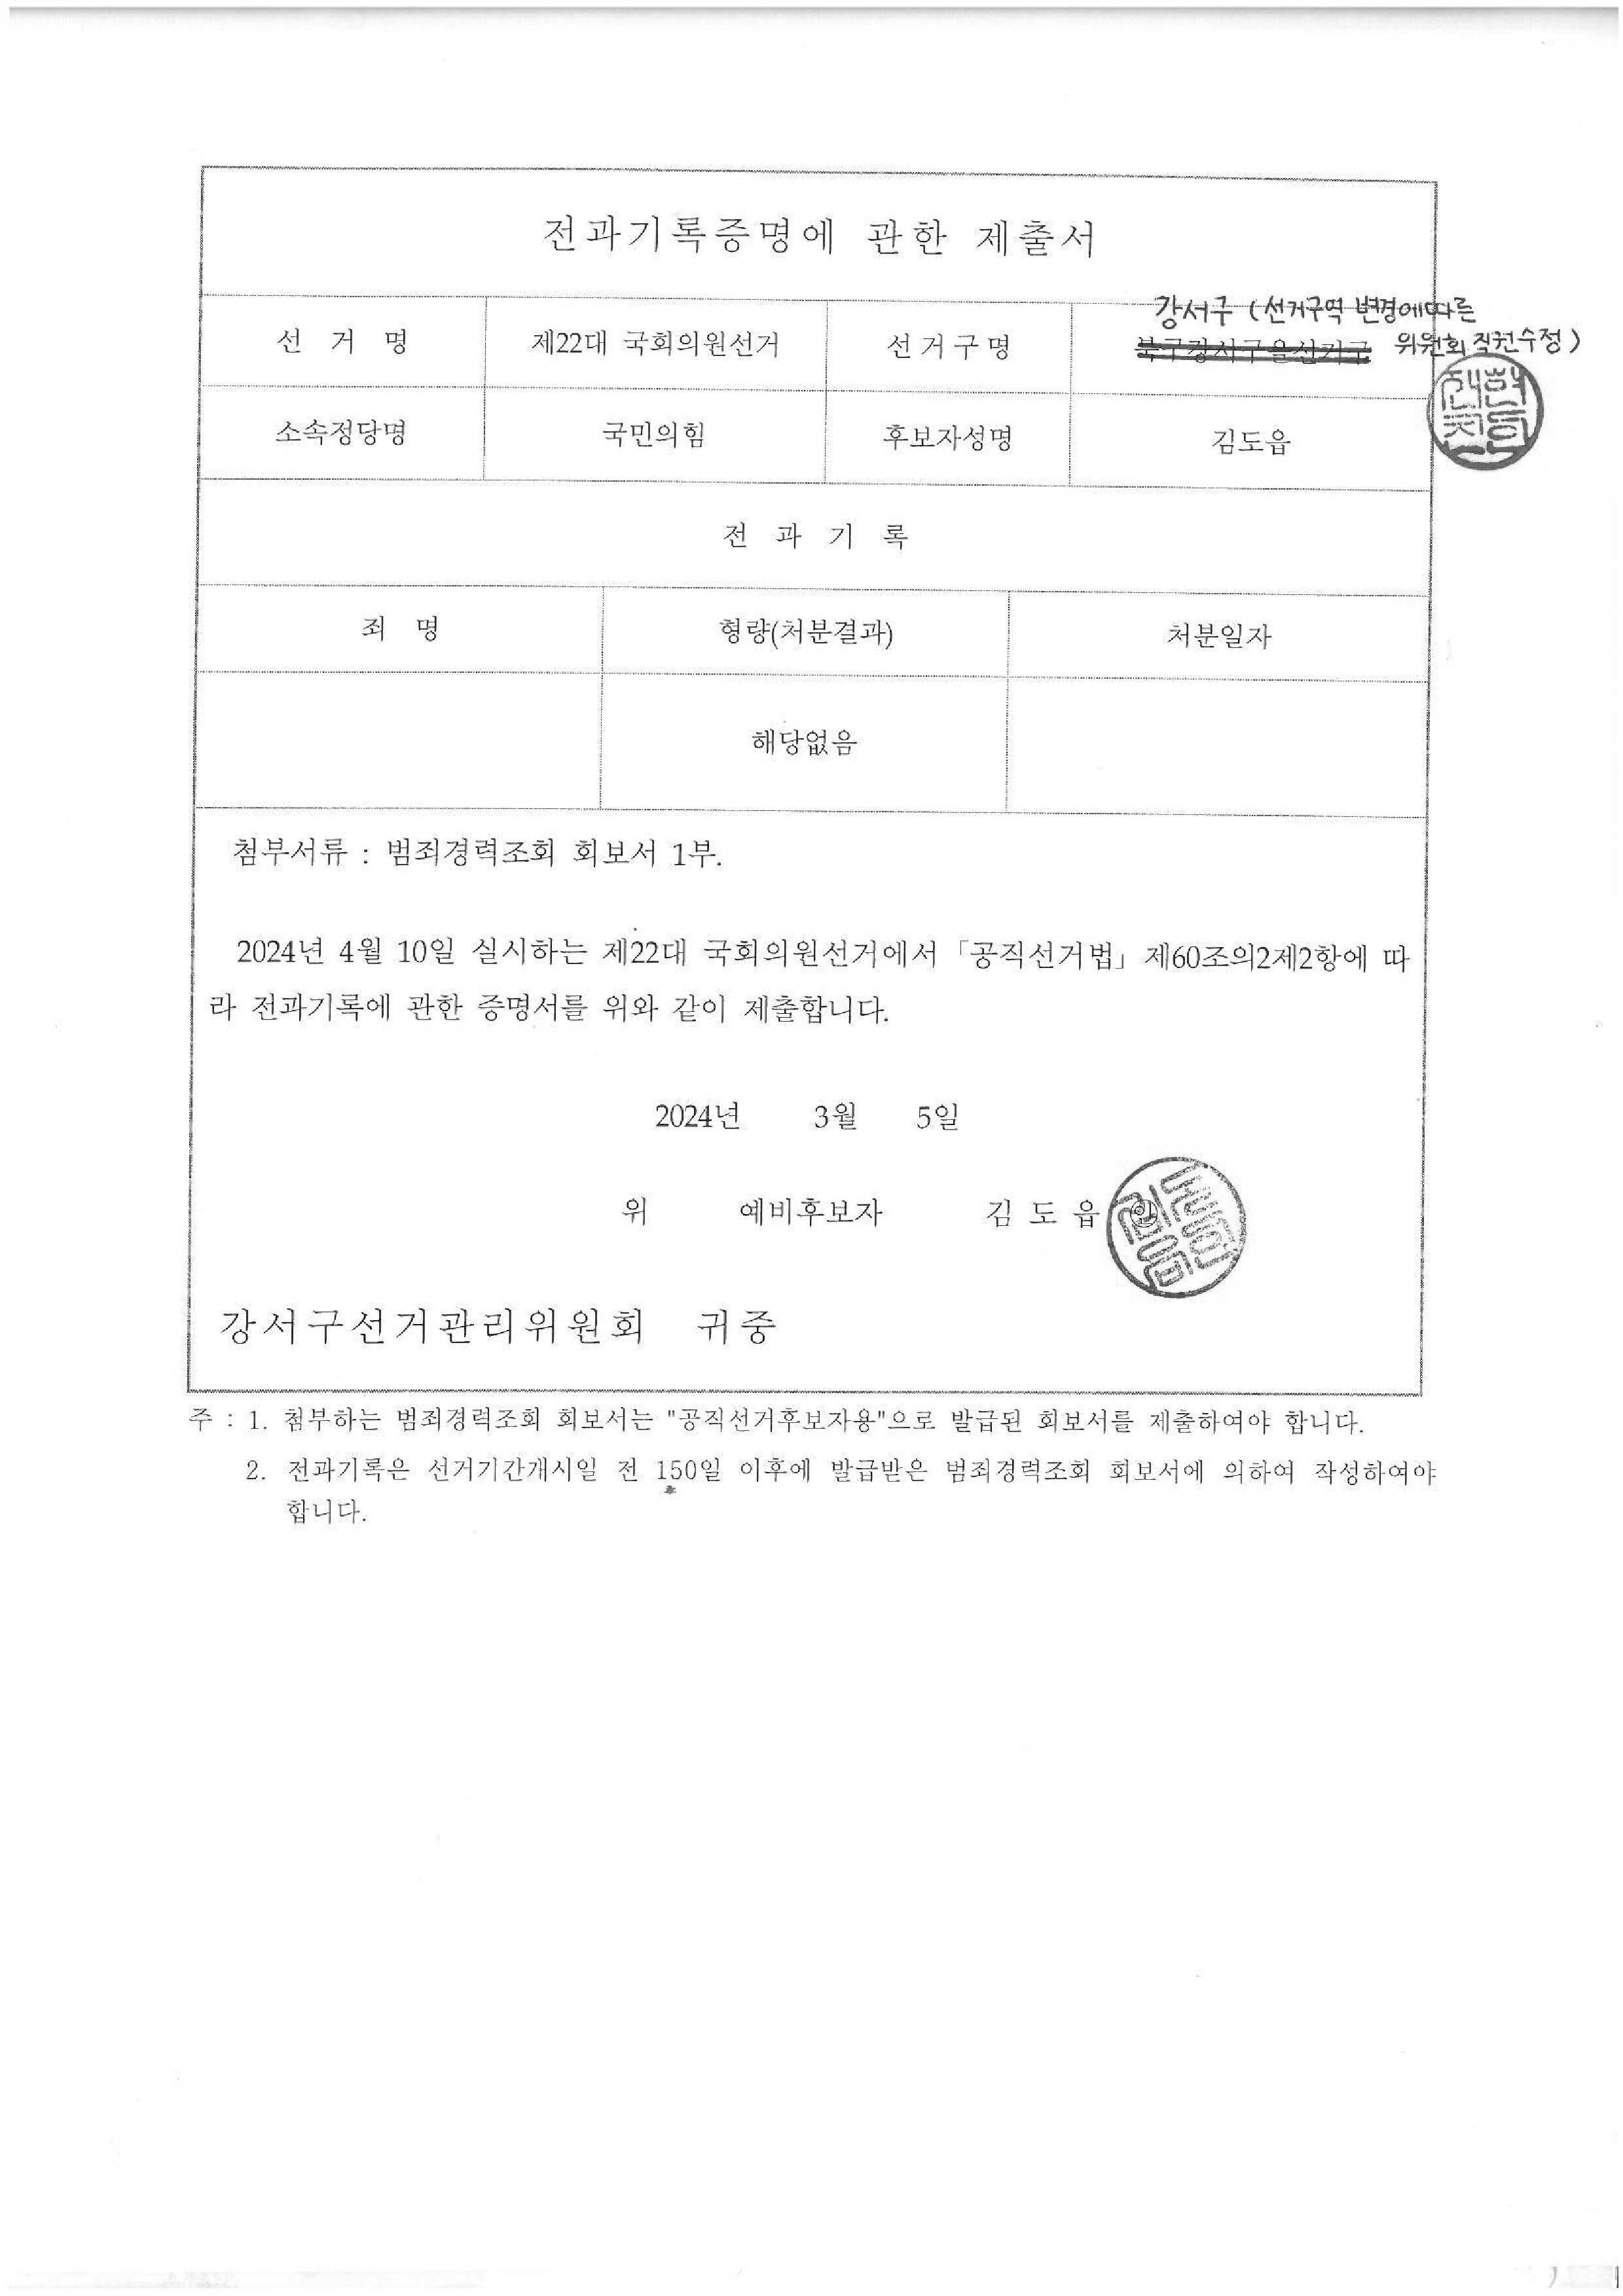 전과기록증명에 관한 제출서
강서구 (선거구역 변경에따른
선 거 명 제22대 국회의원선거 선거구명 북구강서구을선거구 위원회 직권수정)
소속정당명 국민의힘 후보자성명 김도읍
전 과 기 록
죄 명 형량(처분결과) 처분일자
해당없음
첨부서류 : 범죄경력조회 회보서 1부.
2024년 4월 10일 실시하는 제22대 국회의원선거에서 「공직선거법」 제60조의2제2항에 따
라 전과기록에 관한 증명서를 위와 같이 제출합니다.
2024년 3월 5일
위 예비후보자 김 도 읍 인
강서구선거관리위원회 귀중
주 : 1. 첨부하는 범죄경력조회 회보서는 "공직선거후보자용"으로 발급된 회보서를 제출하여야 합니다.
2. 전과기록은 선거기간개시일 전 150일 이후에 발급받은 범죄경력조회 회보서에 의하여 작성하여야
합니다.